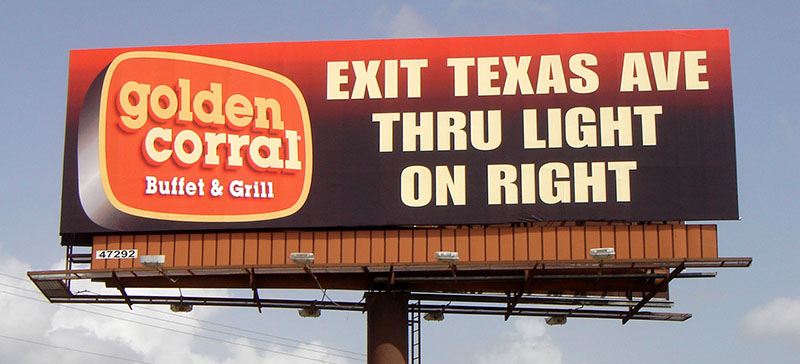 golden
corral
Buffet & Grill
EXIT TEXAS AVE
THRU LIGHT
ON RIGHT
47292